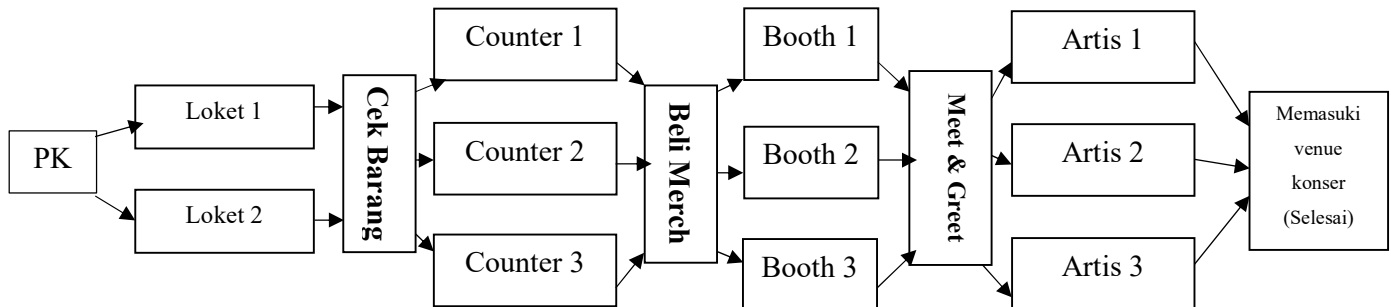 PK
Loket 1
Loket 2
Cek Barang
Counter 1
Counter 2
Counter 3
Beli Merch
Booth 1
Booth 2
Booth 3
Meet & Greet
Artis 1
Artis 2
Artis 3
Memasuki
venue
konser
(Selesai)